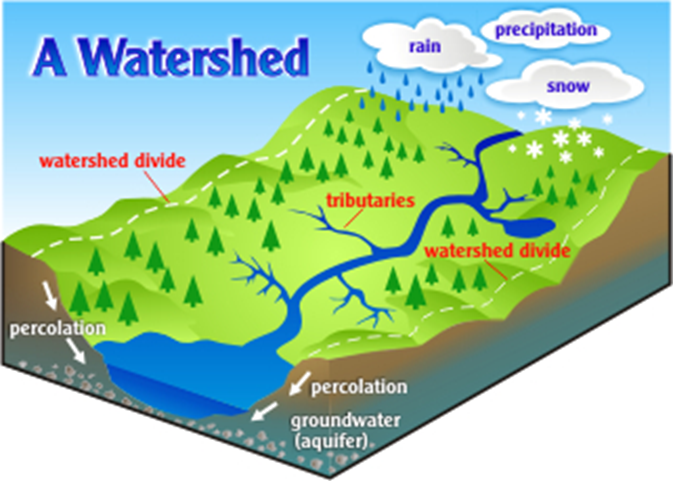 A Watershed
precipitation
rain
snow
watershed divide
tributaries
watershed divide
percolation
percolation
groundwater
(aquifer)